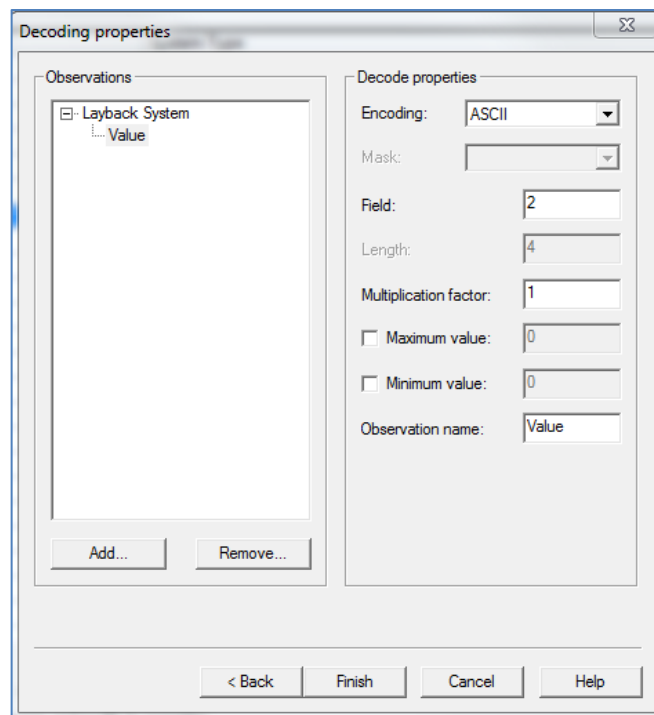 Decoding properties
Observations
Layback System
Value
Add...
Remove...
Decode properties
Encoding: ASCII
Mask:
Field: 2
Length: 4
Multiplication factor: 1
Maximum value: 0
Minimum value: 0
Observation name: Value
< Back
Finish
Cancel
Help